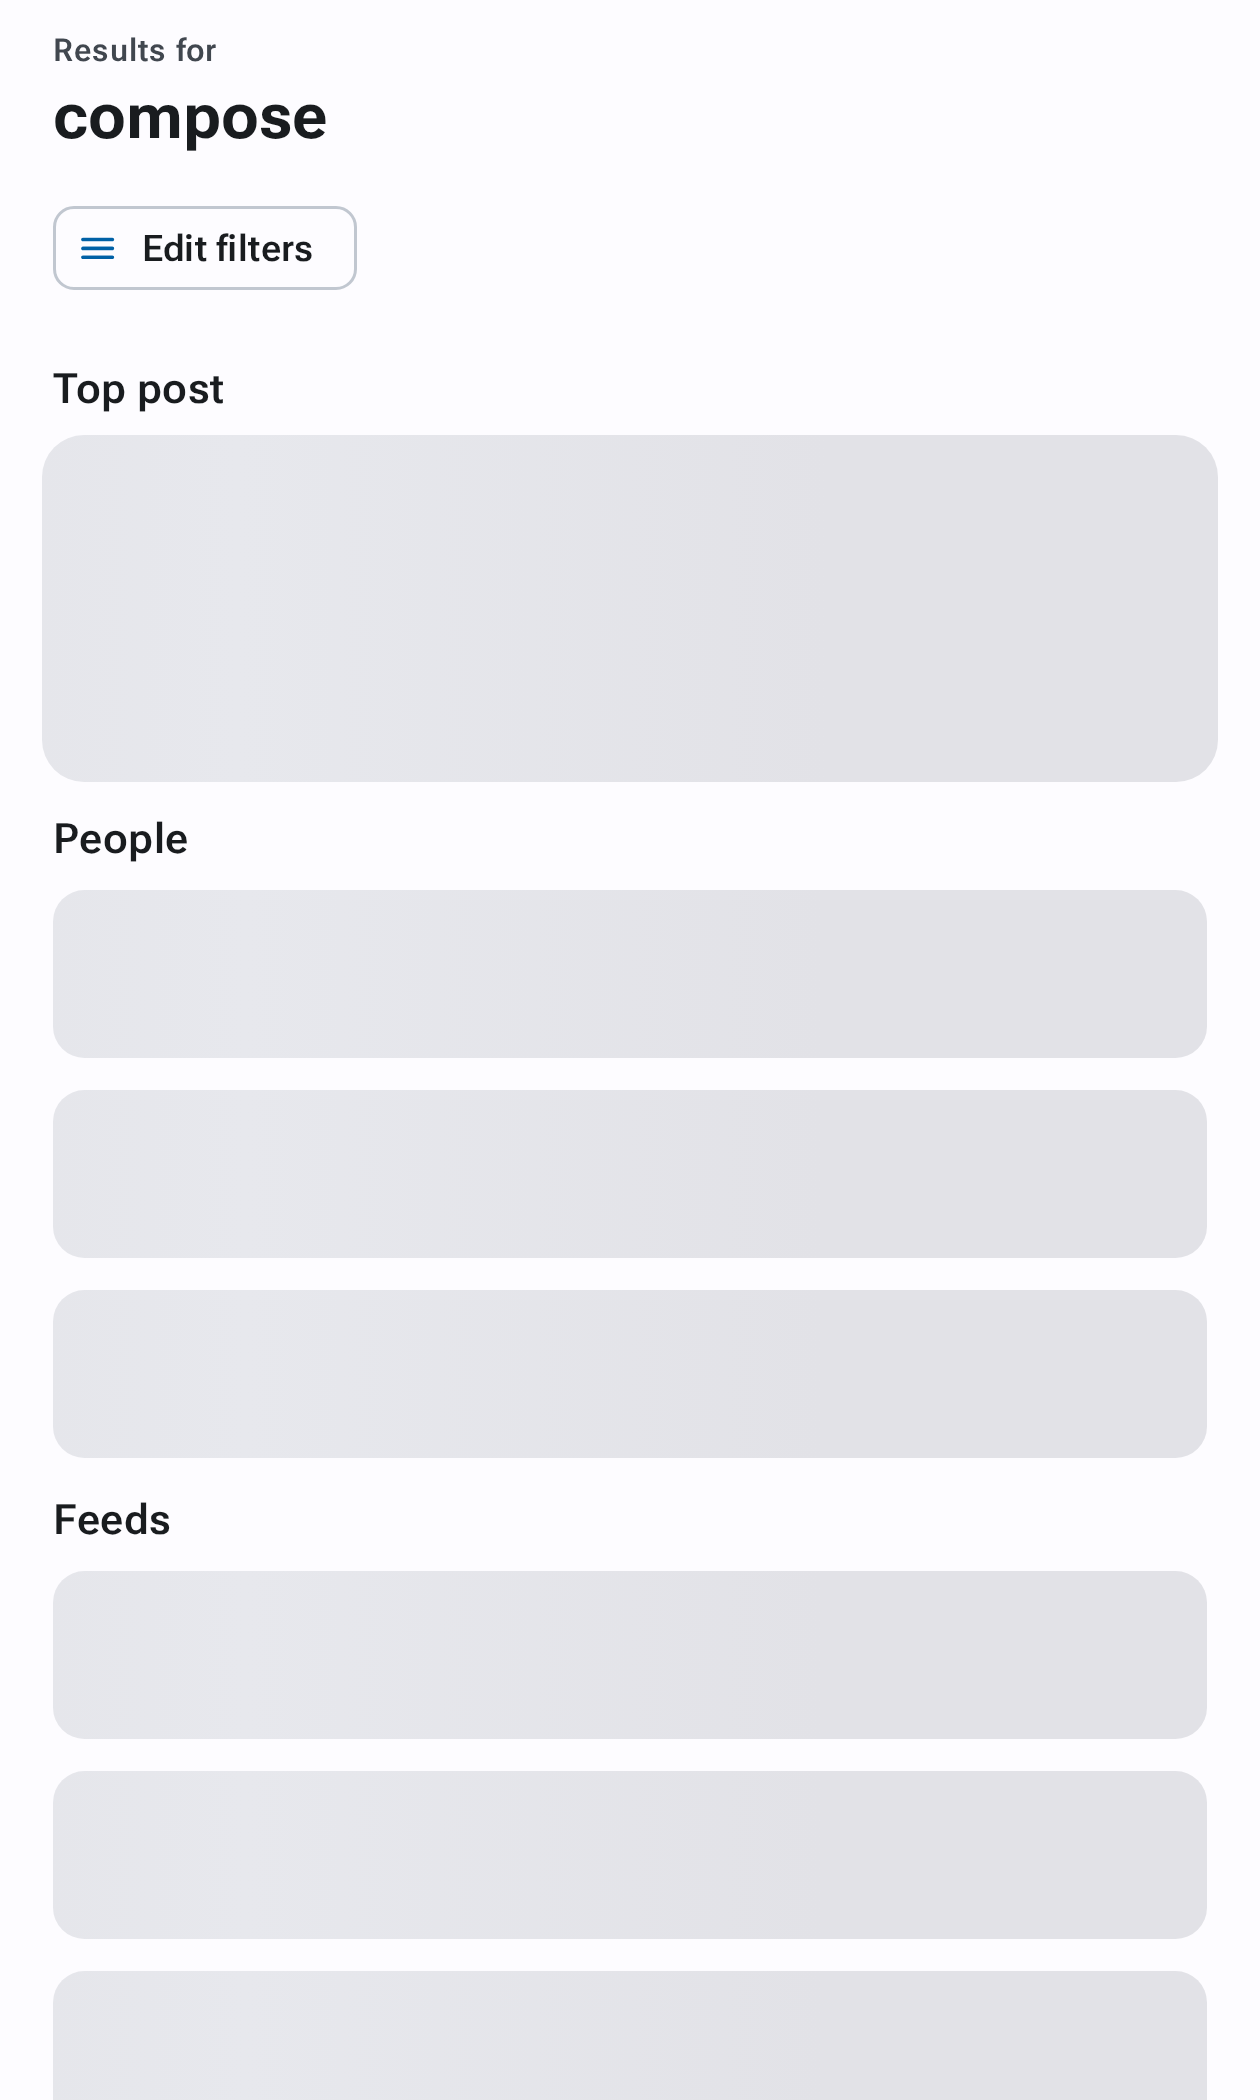 Results for
compose
Edit filters
Top post
People
Feeds